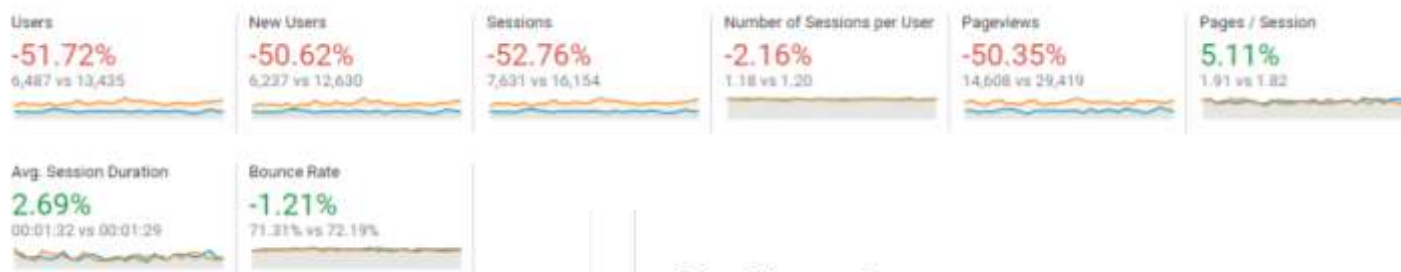 Users
-51.72%
6,487 vs 13,435
New Users
-50.62%
6,237 vs 12,630
Sessions
-52.76%
7,631 vs 16,154
Number of Sessions per User
-2.16%
1.18 vs 1.20
Pageviews
-50.35%
14,608 vs 29,419
Pages / Session
5.11%
1.91 vs 1.82
Avg. Session Duration
2.69%
00:01:32 vs 00:01:29
Bounce Rate
-1.21%
71.31% vs 72.19%